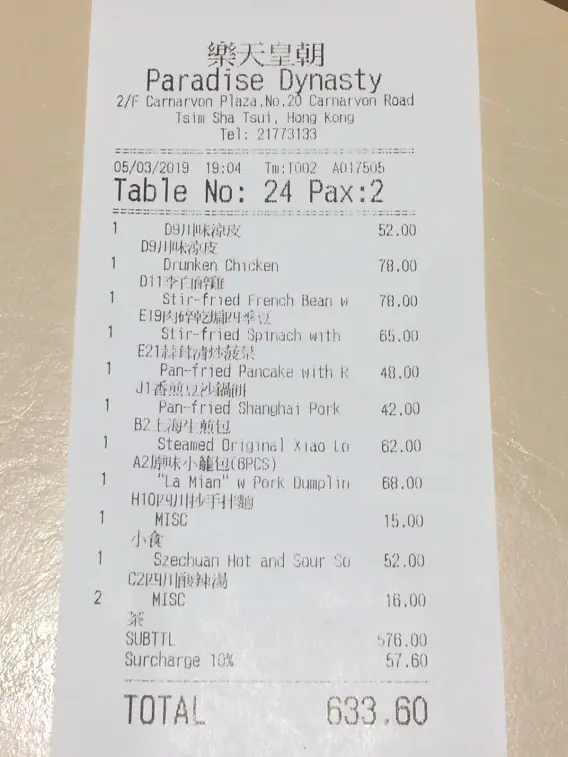 樂天皇朝
Paradise Dynasty
2/F Carnarvon Plaza,No.20 Carnarvon Road
Tsim Sha Tsui, Hong Kong
Tel: 21773133
05/03/2019 19:04 Tm:T002 A017505
Table No: 24 Pax:2
1 D9川味涼皮 52.00
D9川味涼皮
1 Drunken Chicken 78.00
D11李白醉雞
1 Stir-fried French Bean w 78.00
E19肉碎乾煸四季豆
1 Stir-fried Spinach with 65.00
E21蒜茸清炒菠菜
1 Pan-fried Pancake with R 48.00
J1香煎豆沙鍋餅
1 Pan-fried Shanghai Pork 42.00
B2上海生煎包
1 Steamed Original Xiao Lo 62.00
A2原味小籠包(6PCS)
1 "La Mian" w Pork Dumplin 68.00
H10四川抄手拌麵
1 MISC 15.00
小食
1 Szechuan Hot and Sour So 52.00
C2四川酸辣湯
2 MISC 16.00
茶
SUBTTL 576.00
Surcharge 10% 57.60
TOTAL 633.60